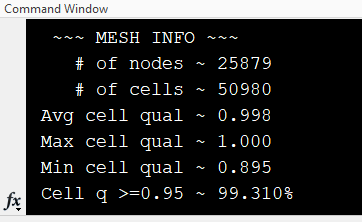 Command Window
~~~ MESH INFO ~~~
# of nodes ~ 25879
# of cells ~ 50980
Avg cell qual ~ 0.998
Max cell qual ~ 1.000
Min cell qual ~ 0.895
Cell q >=0.95 ~ 99.310%
fx